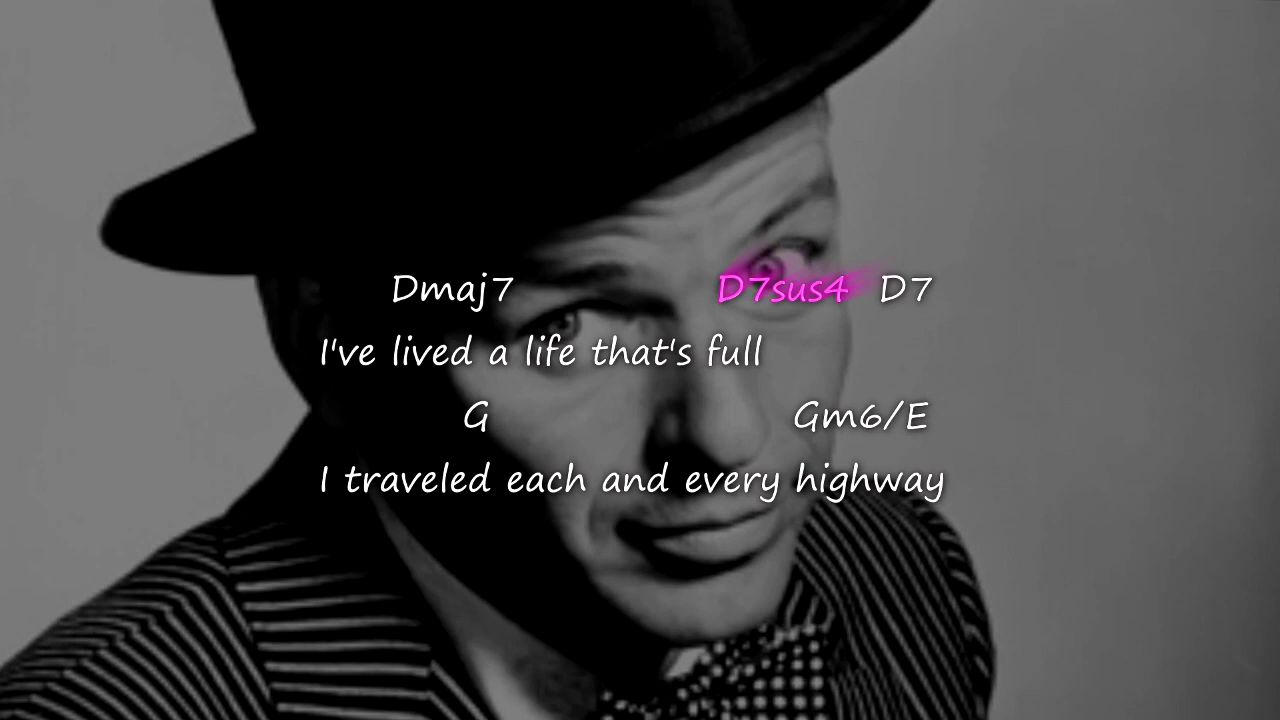 Dmaj7 D7sus4 D7
I've lived a life that's full
G Gm6/E
I traveled each and every highway